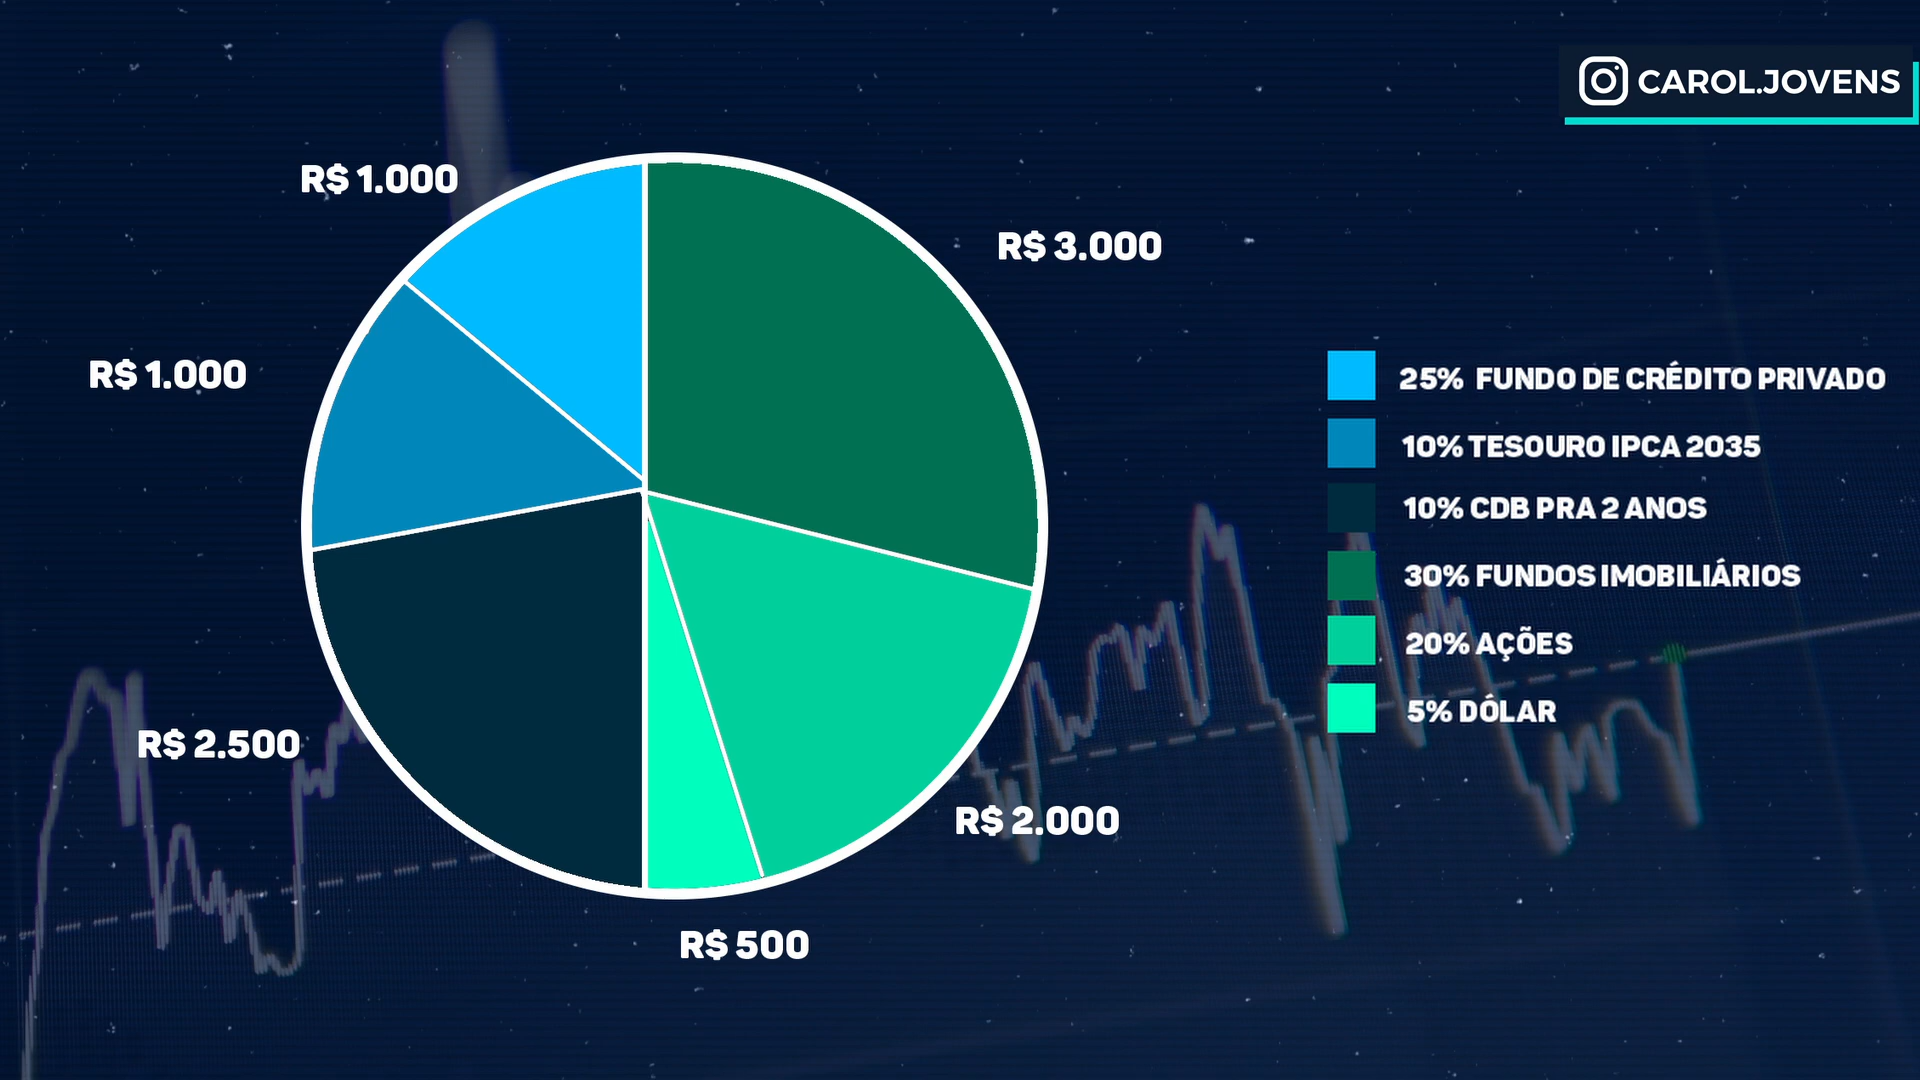 CAROL.JOVENS
R$ 1.000
R$ 3.000
R$ 1.000
R$ 2.500
R$ 2.000
R$ 500
25% FUNDO DE CRÉDITO PRIVADO
10% TESOURO IPCA 2035
10% CDB PRA 2 ANOS
30% FUNDOS IMOBILIÁRIOS
20% AÇÕES
5% DÓLAR